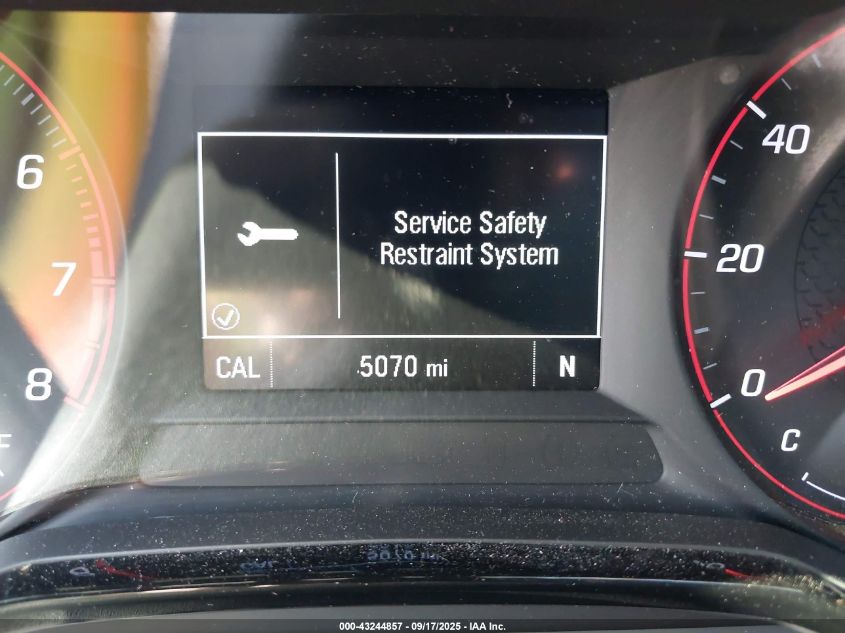 6
7
8
F
Service Safety
Restraint System
CAL 5070 mi N
40
20
0
C
000-43244857 - 09/17/2025 - IAA Inc.